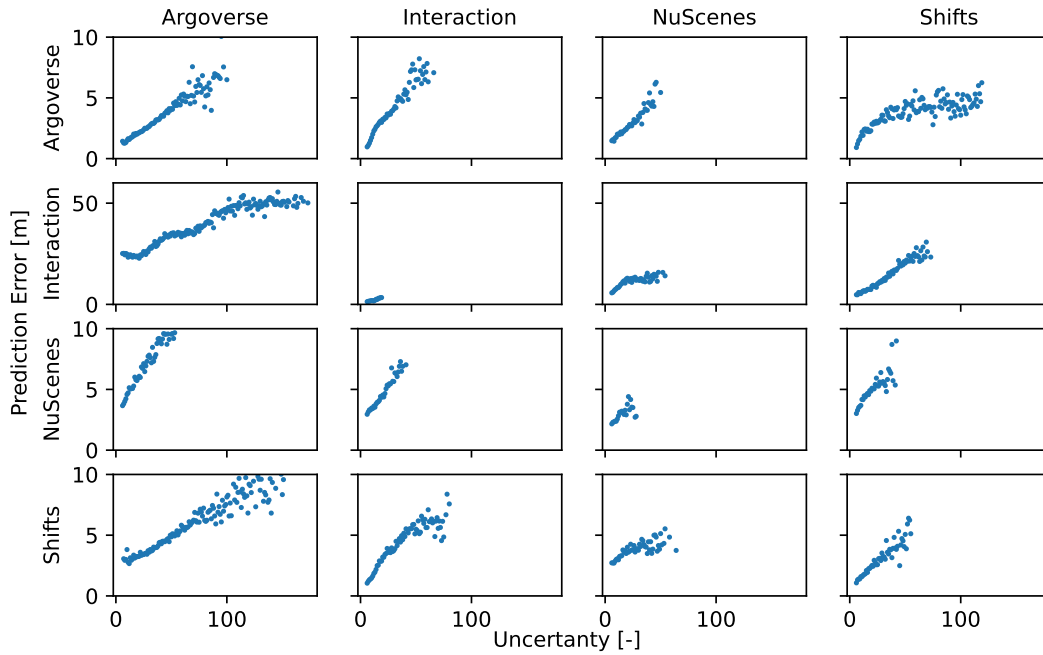 Argoverse Interaction NuScenes Shifts
Prediction Error [m]
Argoverse
10
5
0
Interaction
50
0
NuScenes
10
5
0
Shifts
10
5
0
0 100 0 100 0 100 0 100
Uncertanty [-]